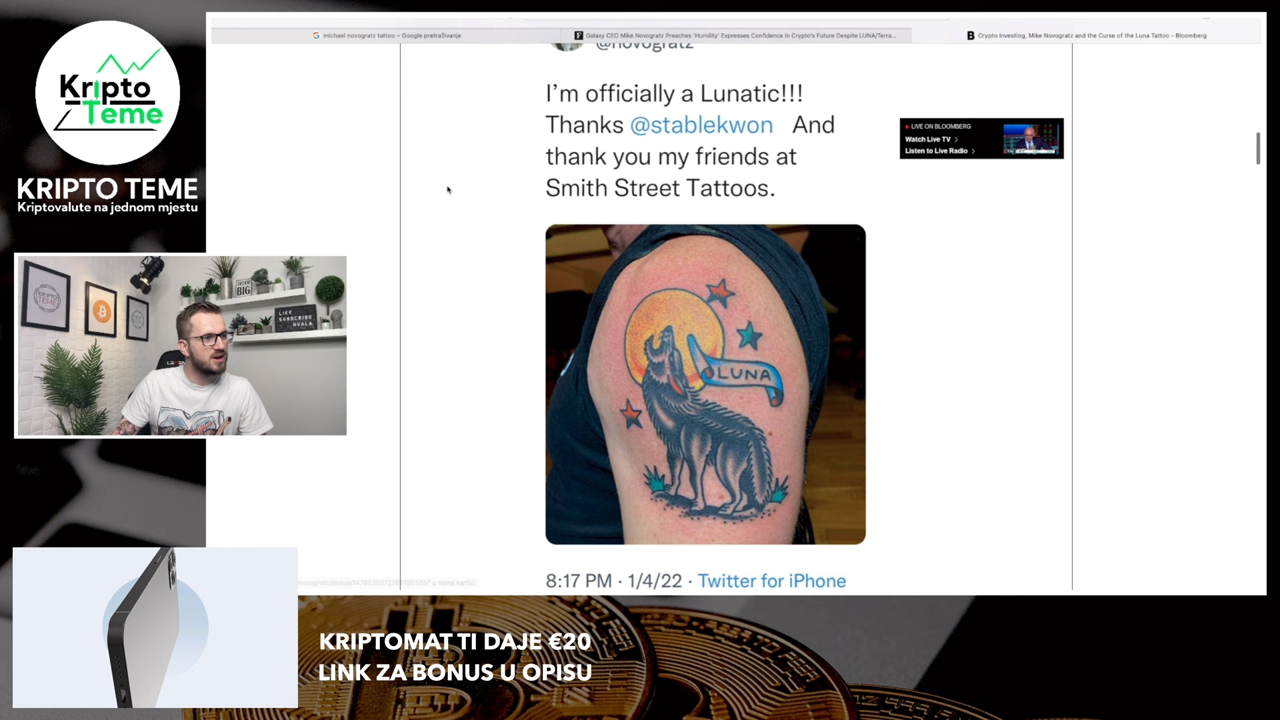 Kripto
Teme
KRIPTO TEME
Kriptovalute na jednom mjestu
michael novogratz tattoo – Google pretraživanje
Galaxy CEO Mike Novogratz Preaches 'Humility' Expresses Confidence In Crypto's Future Despite LUNA/Terra...
B Crypto Investing, Mike Novogratz and the Curse of the Luna Tattoo – Bloomberg
@novogratz
I'm officially a Lunatic!!!
Thanks @stablekwon And
thank you my friends at
Smith Street Tattoos.
LIVE ON BLOOMBERG
Watch Live TV >
Listen to Live Radio >
LUNA
8:17 PM · 1/4/22 · Twitter for iPhone
KRIPTO
TEME
BIG
LIKE
SUBSCRIBE
HVALA
KRIPTOMAT TI DAJE €20
LINK ZA BONUS U OPISU